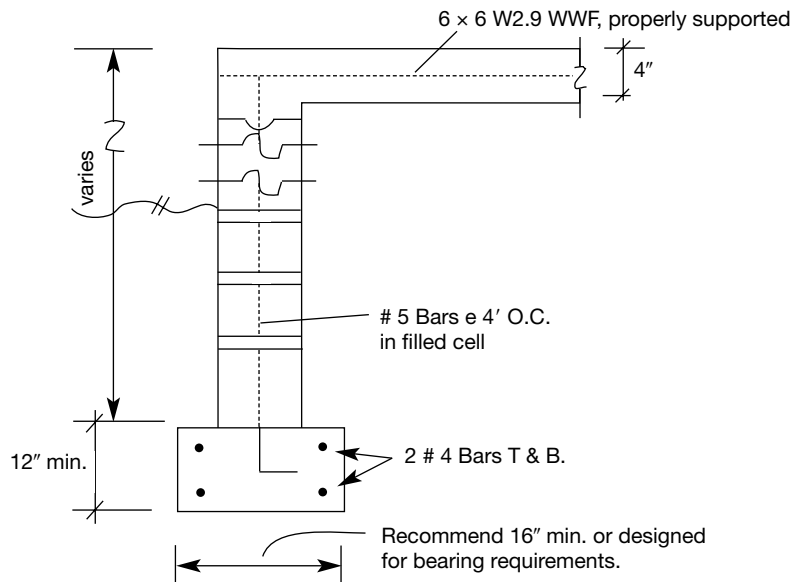 6 × 6 W2.9 WWF, properly supported
4″
varies
# 5 Bars e 4′ O.C.
in filled cell
12″ min.
2 # 4 Bars T & B.
Recommend 16″ min. or designed
for bearing requirements.